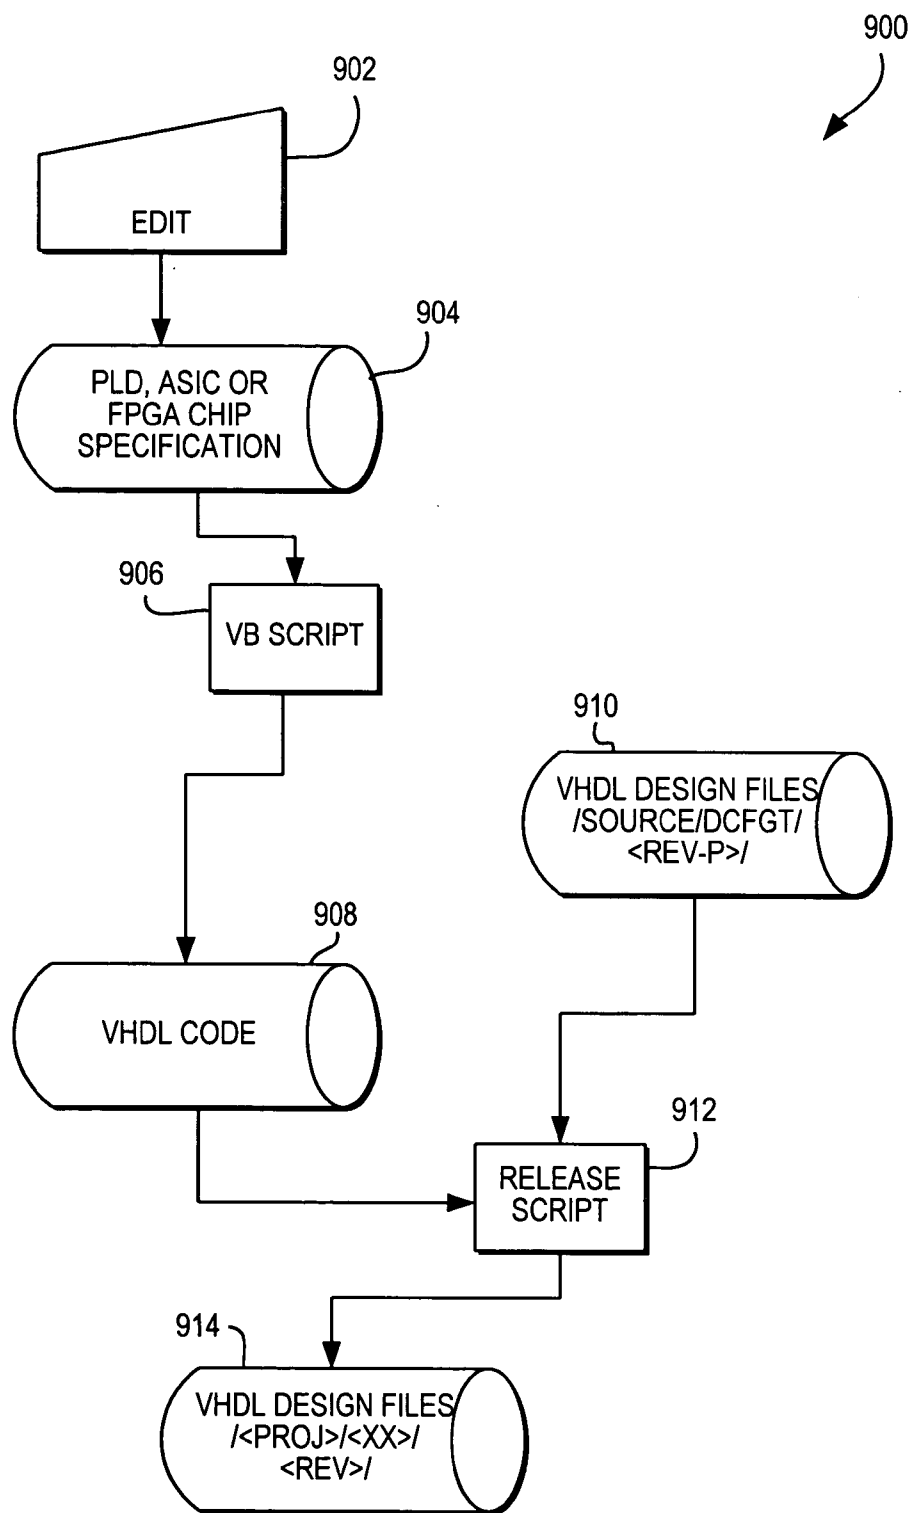 900
902
EDIT
904
PLD, ASIC OR
FPGA CHIP
SPECIFICATION
906
VB SCRIPT
910
VHDL DESIGN FILES
/SOURCE/DCFGT/
<REV-P>/
908
VHDL CODE
912
RELEASE
SCRIPT
914
VHDL DESIGN FILES
/<PROJ>/<XX>/
<REV>/